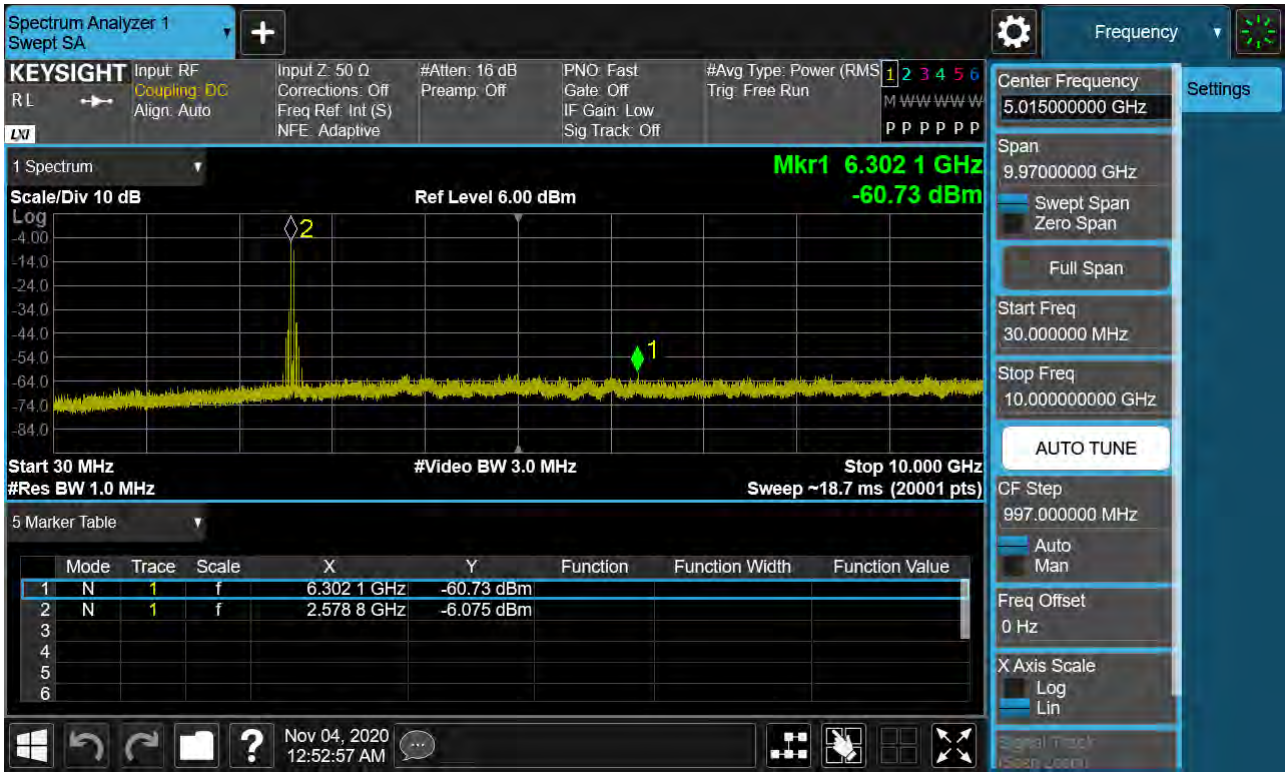 Spectrum Analyzer 1
Swept SA
+
Frequency
KEYSIGHT
RL
LXI
Input: RF
Coupling: DC
Align: Auto
Input Z: 50 Ω
Corrections: Off
Freq Ref: Int (S)
NFE: Adaptive
#Atten: 16 dB
Preamp: Off
PNO: Fast
Gate: Off
IF Gain: Low
Sig Track: Off
#Avg Type: Power (RMS
Trig: Free Run
1 2 3 4 5 6
M W W W W W
P P P P P P
1 Spectrum
Mkr1 6.302 1 GHz
-60.73 dBm
Scale/Div 10 dB
Ref Level 6.00 dBm
Log
-4.00
-14.0
-24.0
-34.0
-44.0
-54.0
-64.0
-74.0
-84.0
2
1
Start 30 MHz
#Video BW 3.0 MHz
Stop 10.000 GHz
#Res BW 1.0 MHz
Sweep ~18.7 ms (20001 pts)
5 Marker Table
Mode Trace Scale X Y Function Function Width Function Value
1 N 1 f 6.302 1 GHz -60.73 dBm
2 N 1 f 2.578 8 GHz -6.075 dBm
3
4
5
6
?
Nov 04, 2020
12:52:57 AM
Center Frequency
5.015000000 GHz
Span
9.97000000 GHz
Swept Span
Zero Span
Full Span
Start Freq
30.000000 MHz
Stop Freq
10.000000000 GHz
AUTO TUNE
CF Step
997.000000 MHz
Auto
Man
Freq Offset
0 Hz
X Axis Scale
Log
Lin
Signal Track
(Span Zoom)
Settings